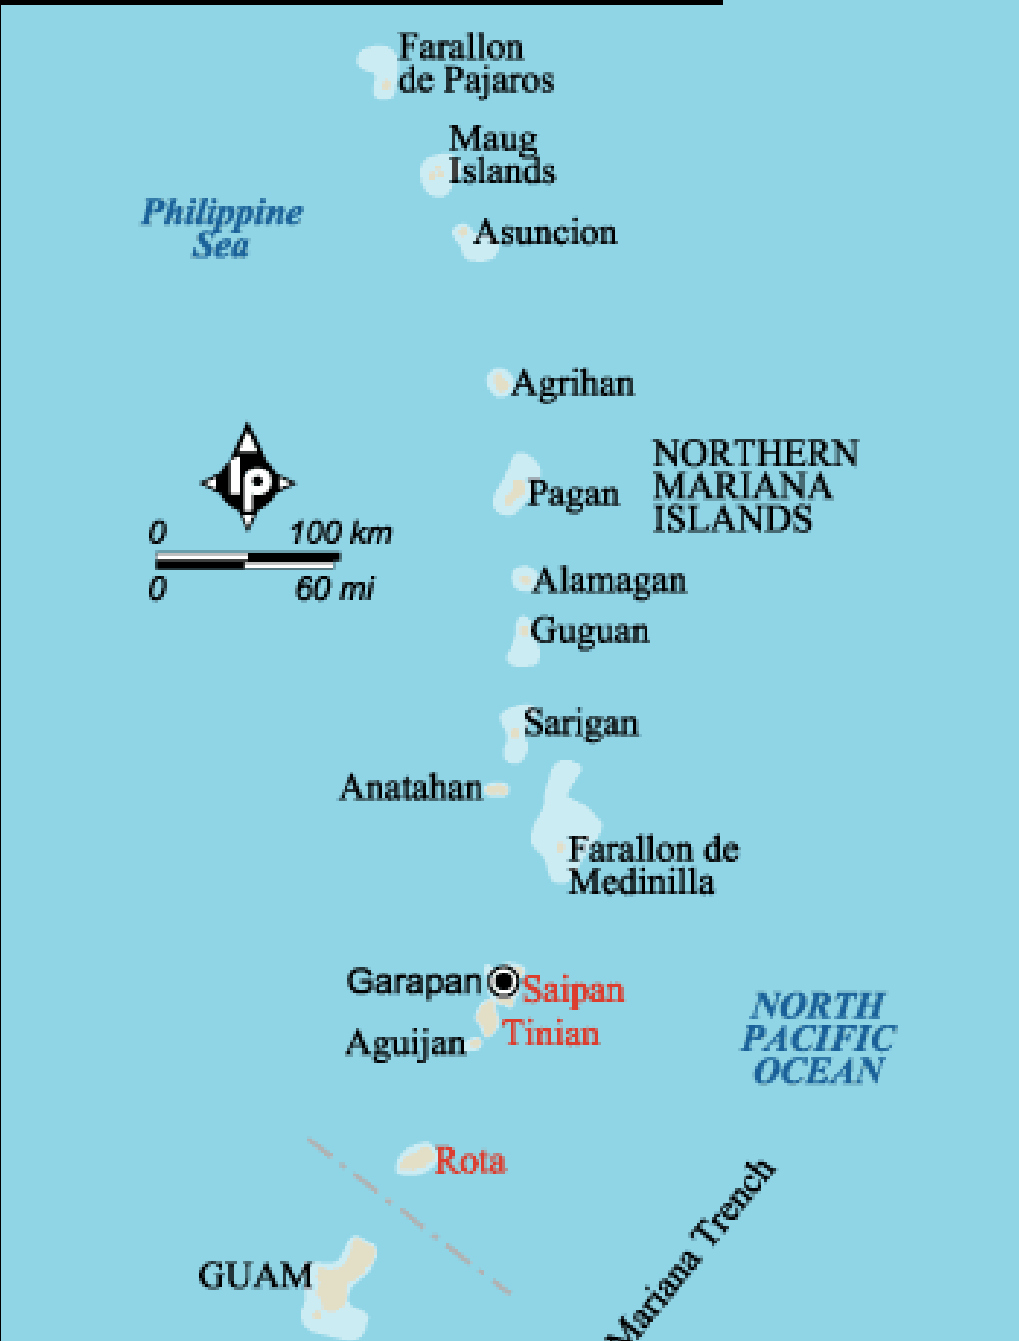 Farallon
de Pajaros
Maug
Islands
Philippine
Sea
Asuncion
Agrihan
NORTHERN
MARIANA
ISLANDS
lp
Pagan
0 100 km
0 60 mi
Alamagan
Guguan
Sarigan
Anatahan
Farallon de
Medinilla
Garapan
Saipan
Tinian
Aguijan
NORTH
PACIFIC
OCEAN
Rota
Mariana Trench
GUAM